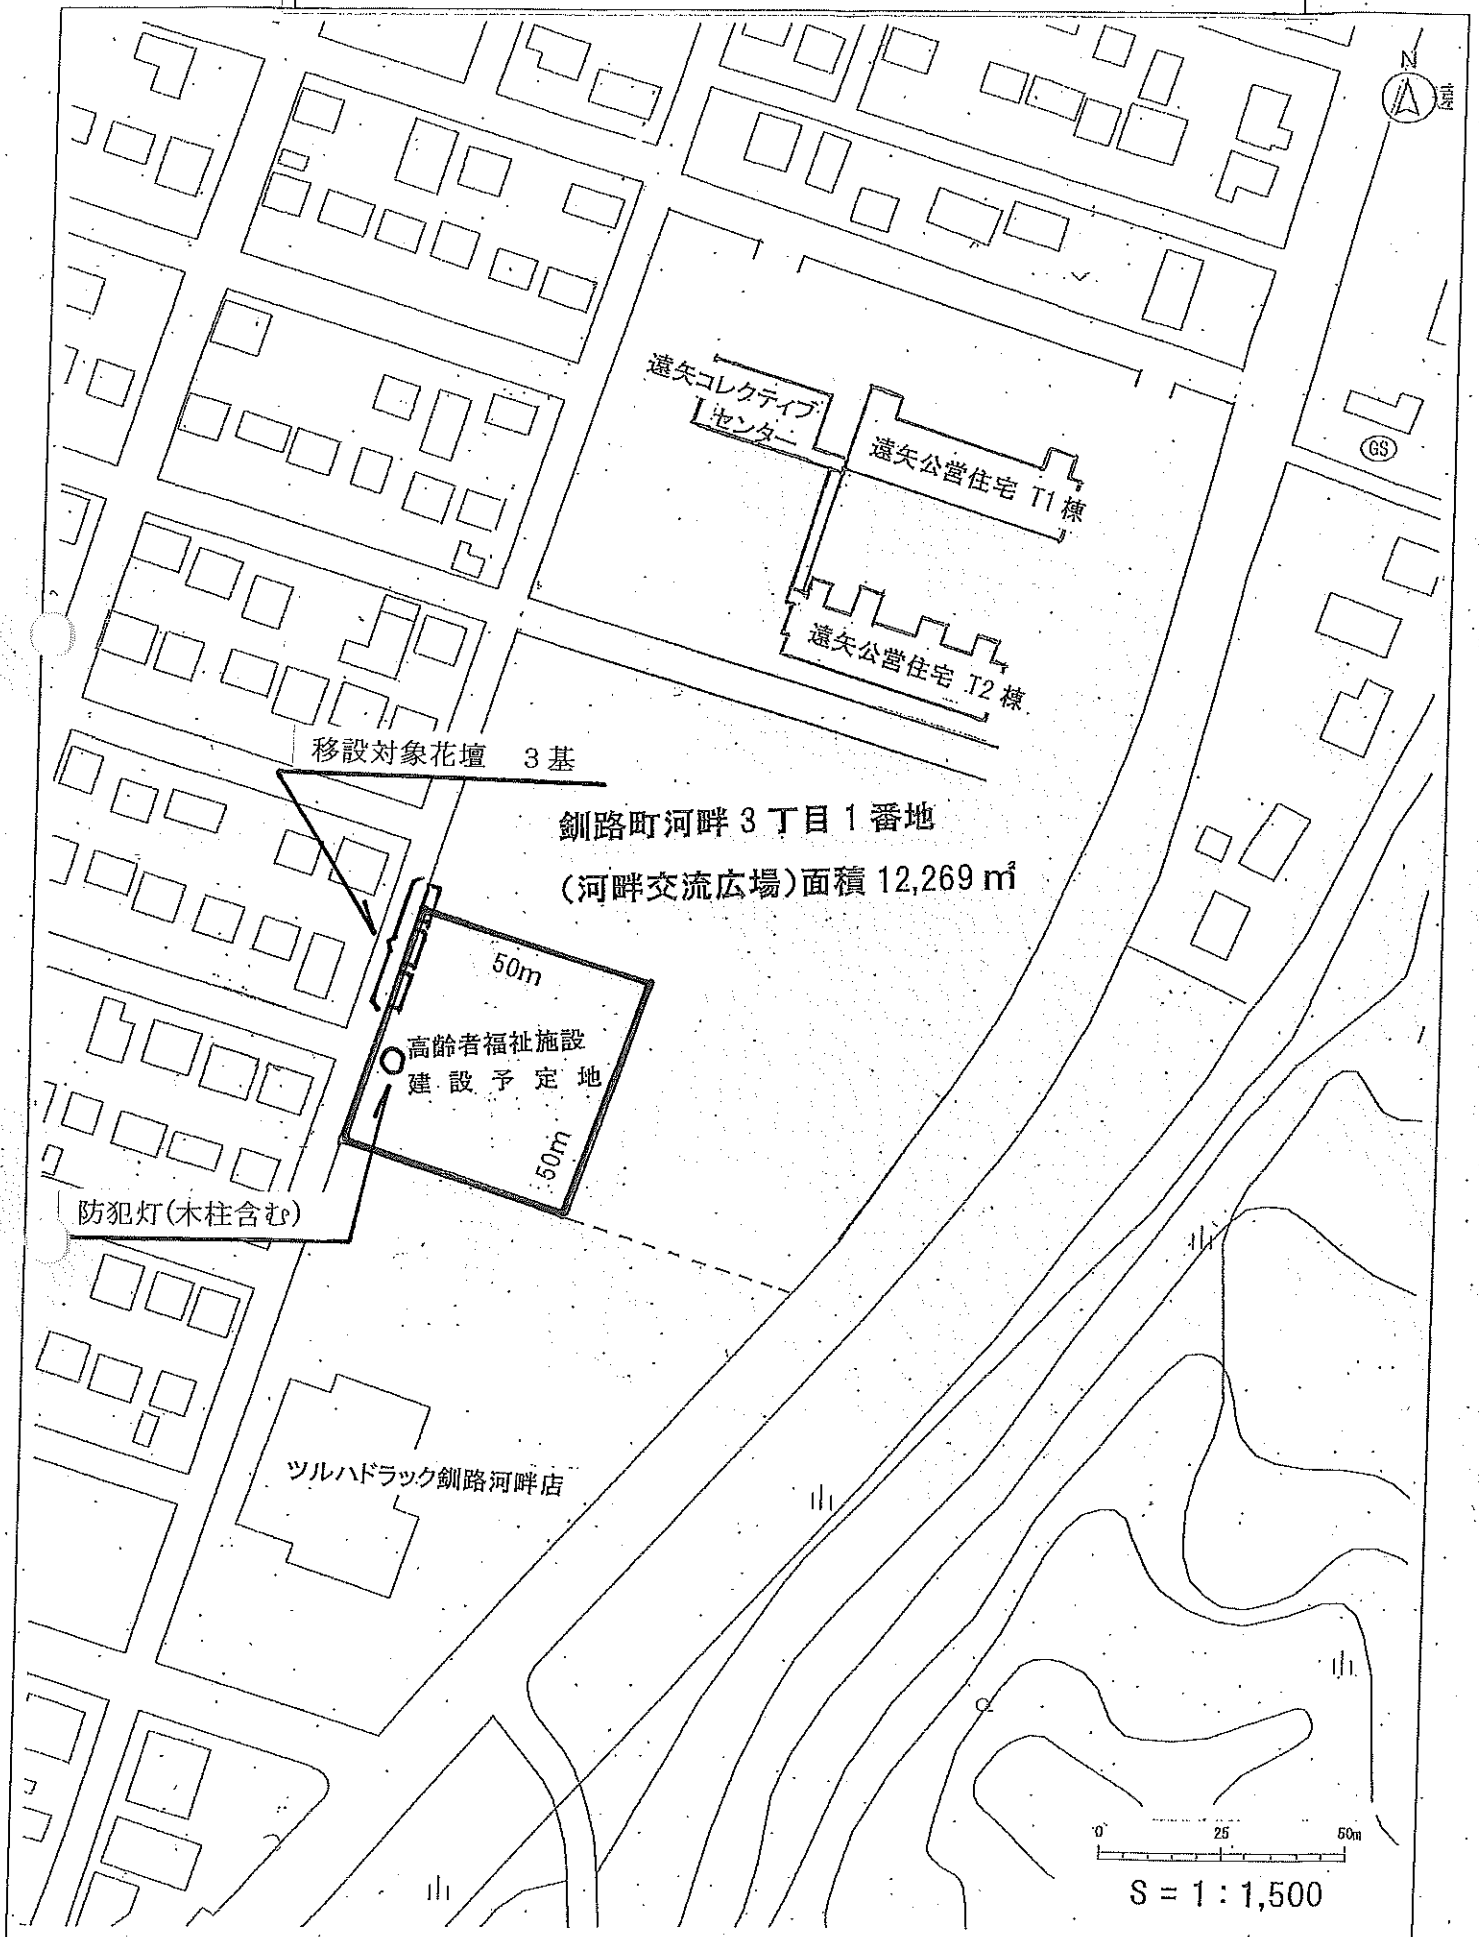 N
遠
遠矢コレクティブ
センター
遠矢公営住宅 T1 棟
GS
遠矢公営住宅 T2 棟
移設対象花壇 3基
釧路町河畔3丁目1番地
(河畔交流広場)面積 12,269 ㎡
50m
高齢者福祉施設
建設予定地
50m
防犯灯(木柱含む)
ツルハドラック釧路河畔店
0 25 50m
S = 1 : 1,500